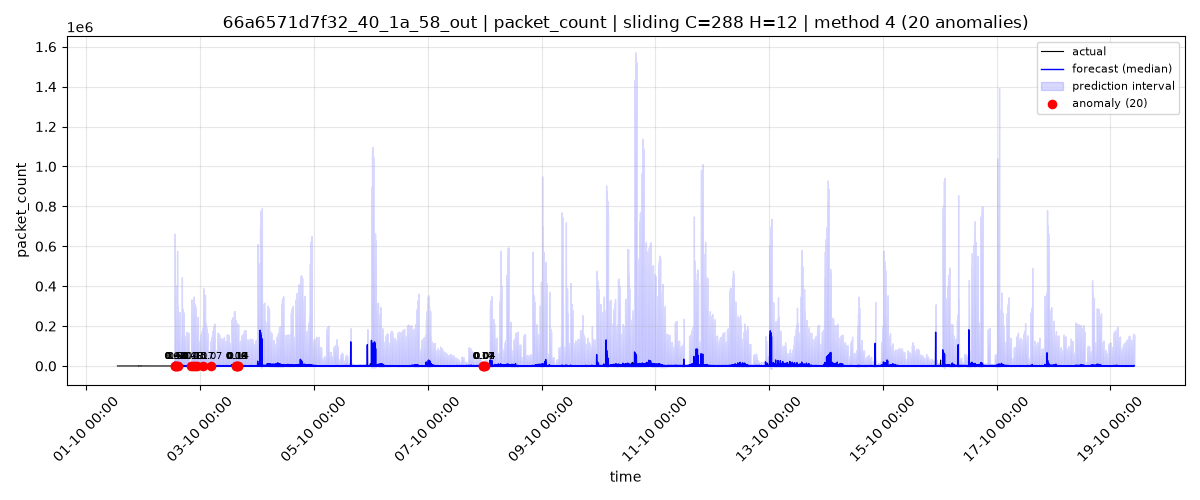 66a6571d7f32_40_1a_58_out | packet_count | sliding C=288 H=12 | method 4 (20 anomalies)
1e6
actual
forecast (median)
prediction interval
anomaly (20)
1.6
1.4
1.2
1.0
0.8
0.6
0.4
0.2
0.0
packet_count
01-10 00:00
03-10 00:00
05-10 00:00
07-10 00:00
09-10 00:00
11-10 00:00
13-10 00:00
15-10 00:00
17-10 00:00
19-10 00:00
time